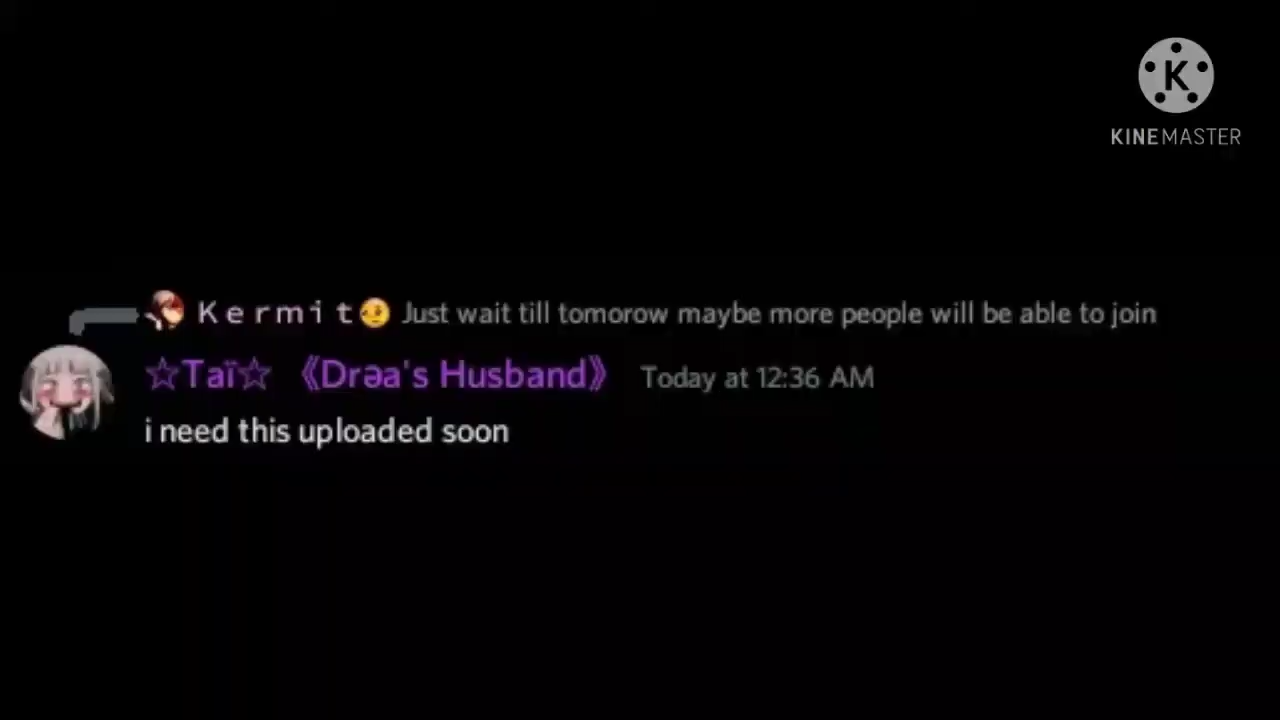 K
KINEMASTER
K e r m i t🤕 Just wait till tomorow maybe more people will be able to join
☆Taï☆ 《Drəa's Husband》 Today at 12:36 AM
i need this uploaded soon